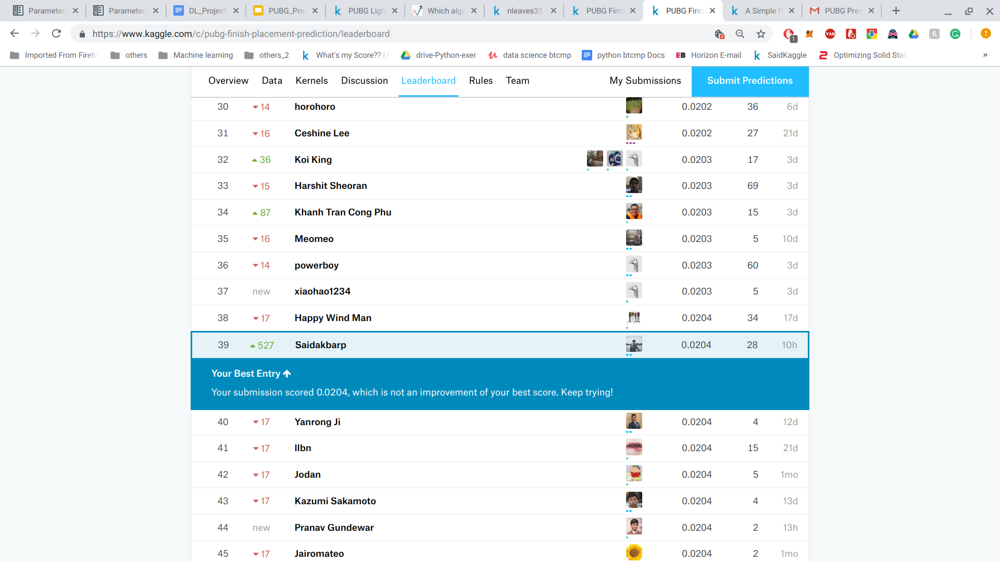 Parameter DL_Project PUBG_Pre PUBG Ligh Which algo nleaves35 PUBG Finis PUBG Finis A Simple P PUBG Pres
https://www.kaggle.com/c/pubg-finish-placement-prediction/leaderboard
Imported From Firefo others Machine learning others_2 What's my Score?? | drive-Python-exer data science btcmp python btcmp Docs EB Horizon E-mail SaidKaggle Optimizing Solid Stat »
Overview Data Kernels Discussion Leaderboard Rules Team My Submissions Submit Predictions
30 14 horohoro 0.0202 36 6d
31 16 Ceshine Lee 0.0202 27 21d
32 36 Koi King 0.0203 17 3d
33 15 Harshit Sheoran 0.0203 69 3d
34 87 Khanh Tran Cong Phu 0.0203 15 3d
35 16 Meomeo 0.0203 5 10d
36 14 powerboy 0.0203 60 3d
37 new xiaohao1234 0.0203 5 3d
38 17 Happy Wind Man 0.0204 34 17d
39 527 Saidakbarp 0.0204 28 10h
Your Best Entry
Your submission scored 0.0204, which is not an improvement of your best score. Keep trying!
40 17 Yanrong Ji 0.0204 4 12d
41 17 llbn 0.0204 15 21d
42 17 Jodan 0.0204 5 1mo
43 17 Kazumi Sakamoto 0.0204 4 13d
44 new Pranav Gundewar 0.0204 2 13h
45 17 Jairomateo 0.0204 2 1mo